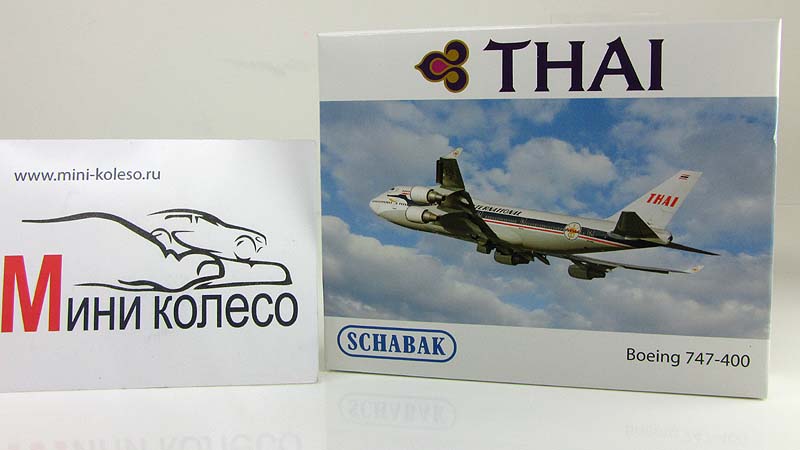 www.mini-koleso.ru
Мини колесо
THAI
THAI
SCHABAK
Boeing 747-400